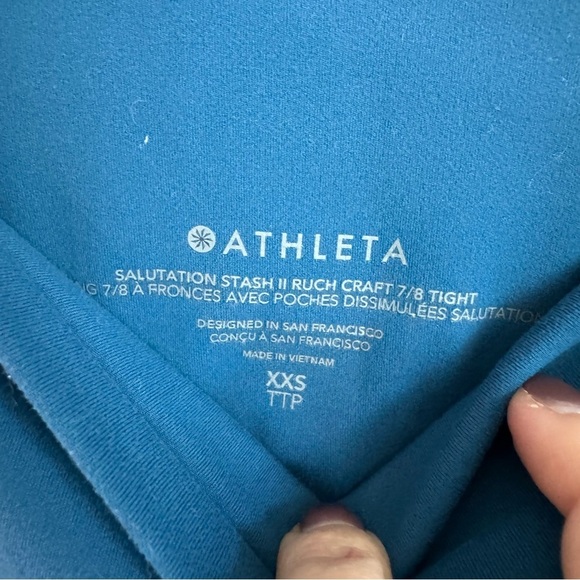 ATHLETA
SALUTATION STASH II RUCH CRAFT 7/8 TIGHT
7/8 À FRONCES AVEC POCHES DISSIMULÉES SALUTATION
DESIGNED IN SAN FRANCISCO
CONÇU À SAN FRANCISCO
MADE IN VIETNAM
XXS
TTP